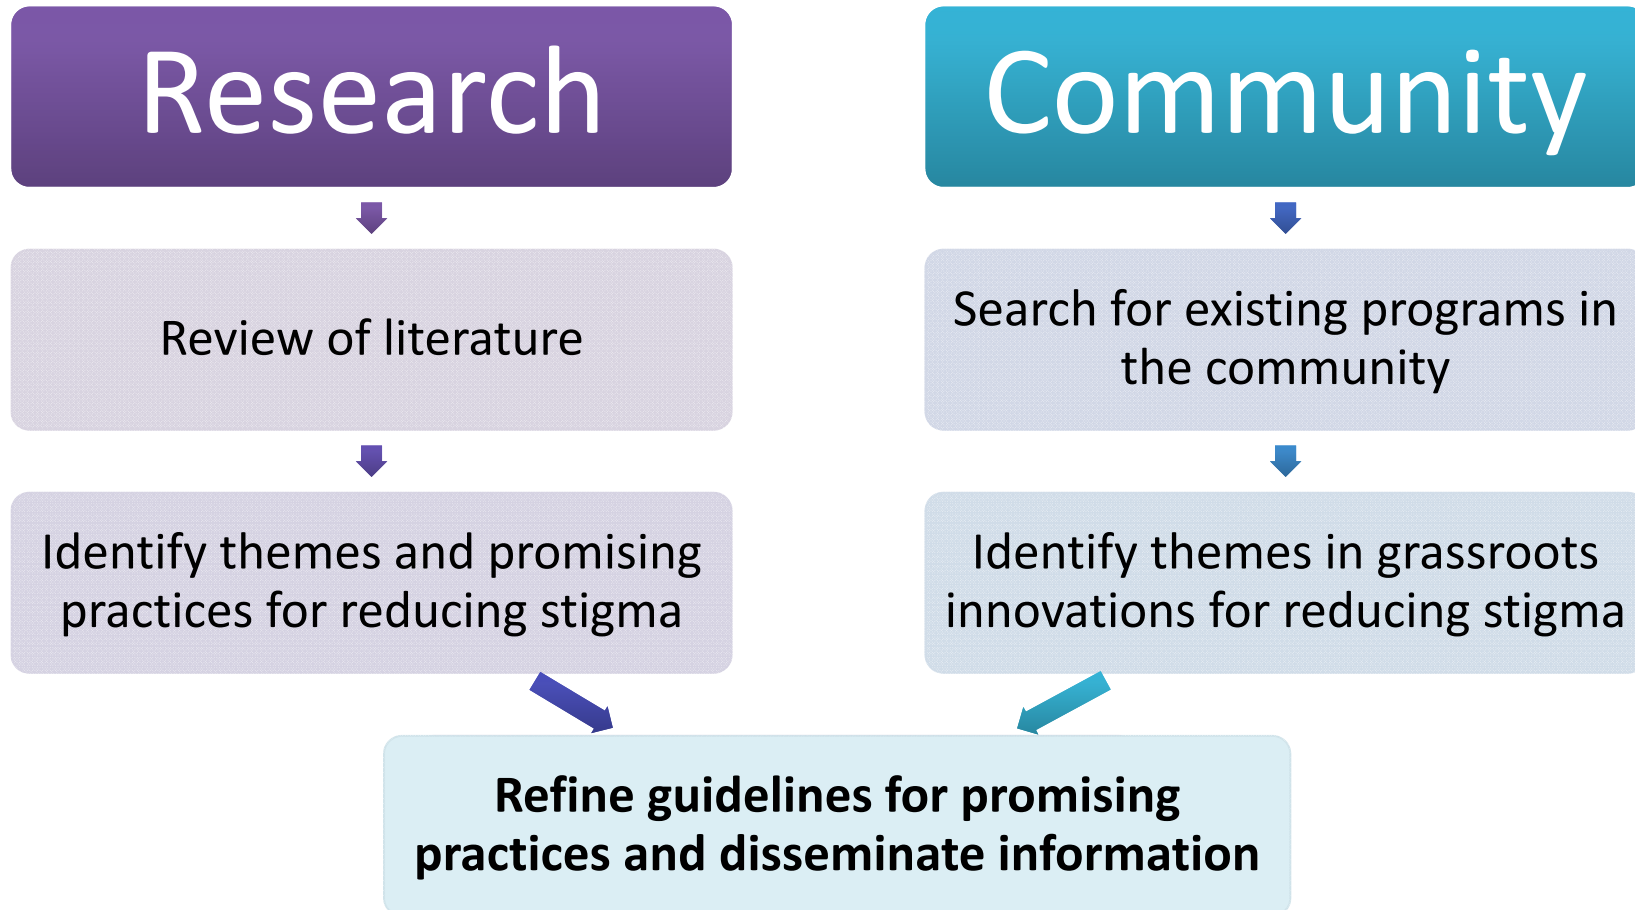 Research
Review of literature
Identify themes and promising
practices for reducing stigma
Community
Search for existing programs in
the community
Identify themes in grassroots
innovations for reducing stigma
Refine guidelines for promising
practices and disseminate information